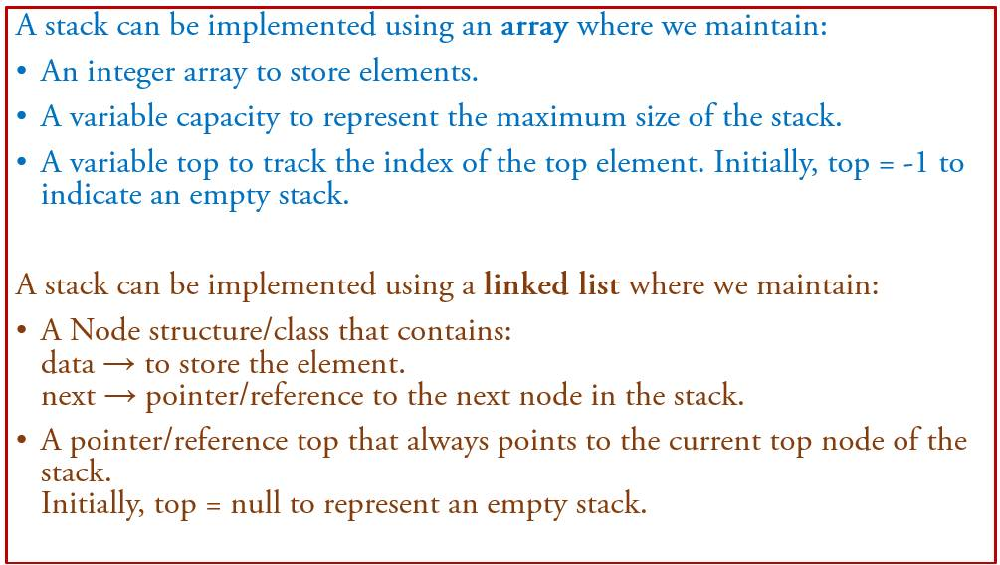 A stack can be implemented using an array where we maintain:
• An integer array to store elements.
• A variable capacity to represent the maximum size of the stack.
• A variable top to track the index of the top element. Initially, top = -1 to
indicate an empty stack.
A stack can be implemented using a linked list where we maintain:
• A Node structure/class that contains:
data → to store the element.
next → pointer/reference to the next node in the stack.
• A pointer/reference top that always points to the current top node of the
stack.
Initially, top = null to represent an empty stack.